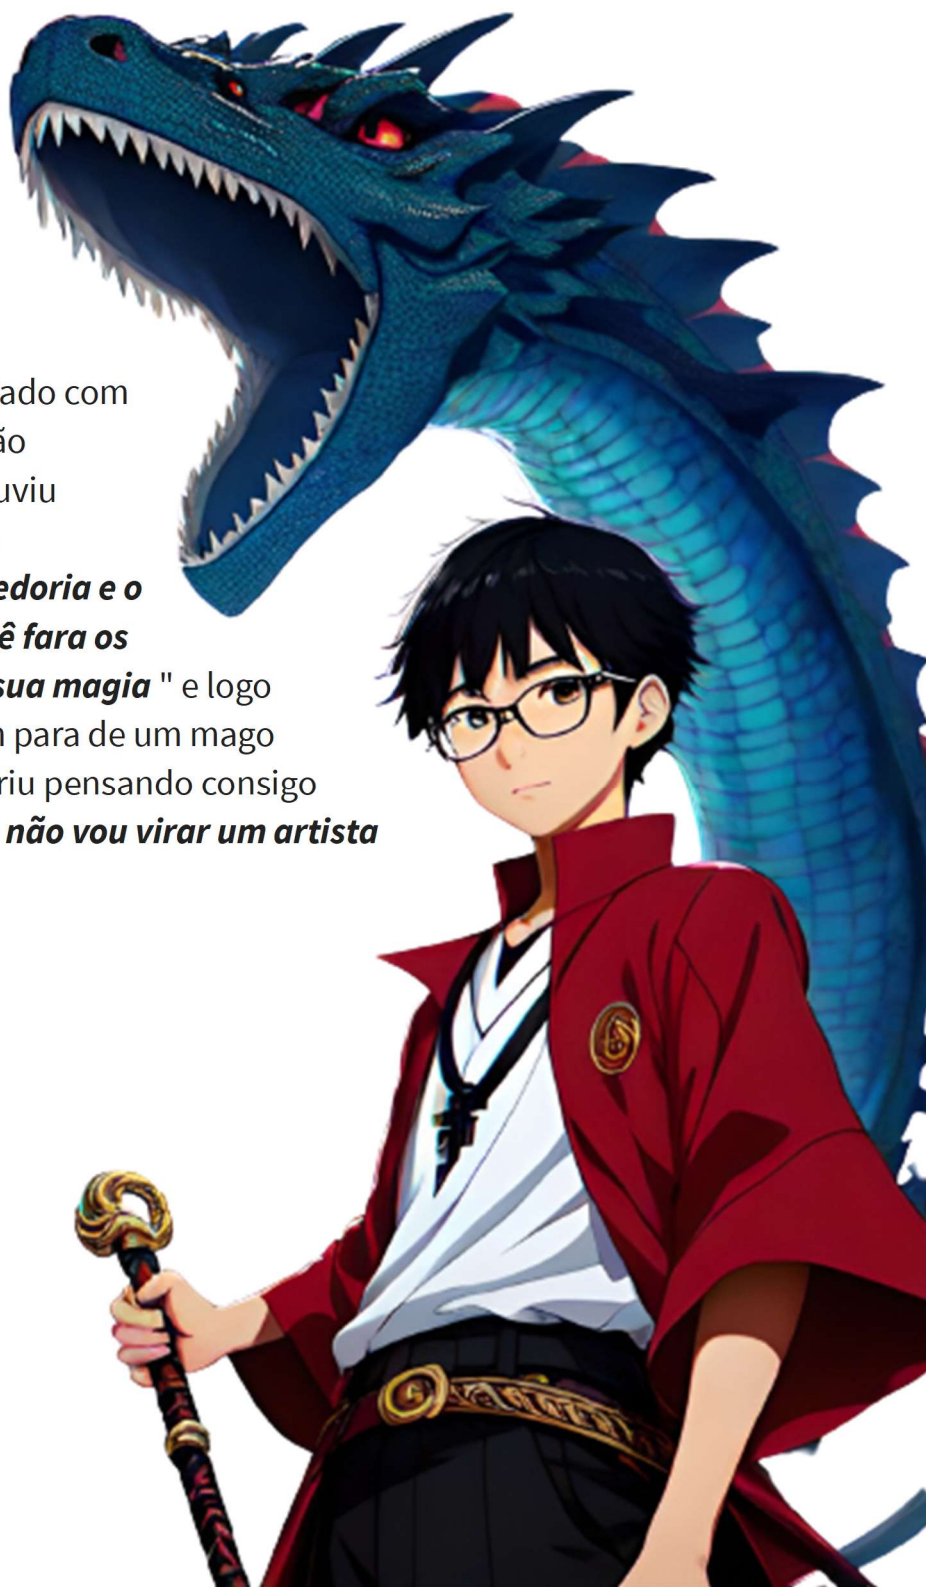 ado com
ão
uviu
edoria e o
ê fara os
sua magia " e logo
para de um mago
riu pensando consigo
não vou virar um artista